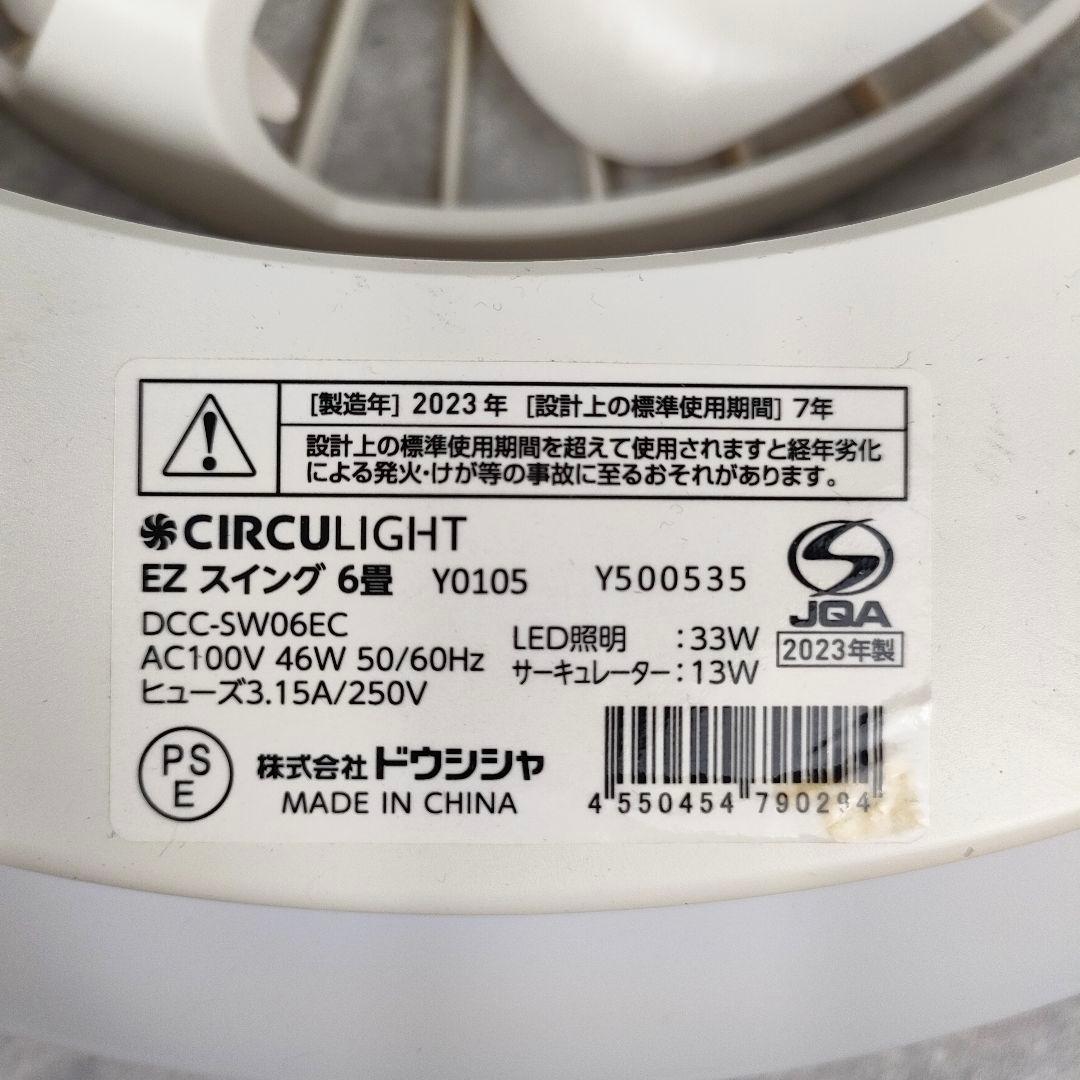 [製造年] 2023年 [設計上の標準使用期間] 7年
設計上の標準使用期間を超えて使用されますと経年劣化
による発火・けが等の事故に至るおそれがあります。
CIRCULIGHT
EZ スイング 6畳 Y0105 Y500535
JQA
2023年製
DCC-SW06EC
AC100V 46W 50/60Hz
ヒューズ3.15A/250V
LED照明 :33W
サーキュレーター:13W
PS
E
株式会社ドウシシャ
MADE IN CHINA
4 550454 790294